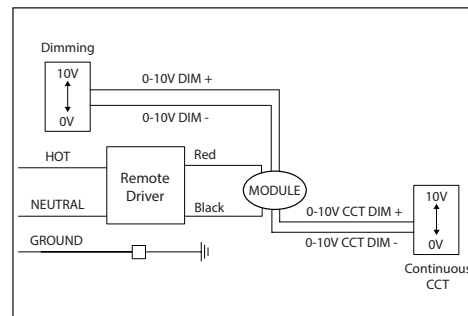 Dimming
10V
0V
0-10V DIM +
0-10V DIM -
HOT
NEUTRAL
GROUND
Remote
Driver
Red
Black
MODULE
0-10V CCT DIM +
0-10V CCT DIM -
10V
0V
Continuous
CCT